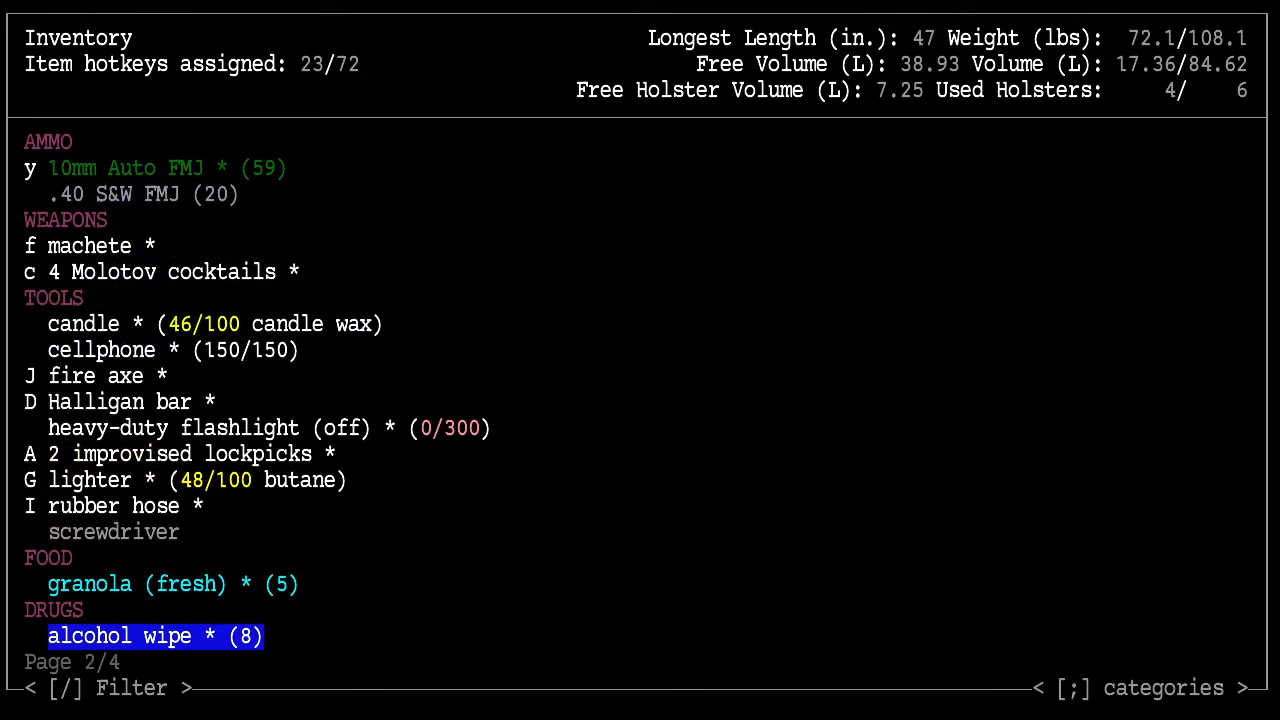 Inventory Longest Length (in.): 47 Weight (lbs): 72.1/108.1
Item hotkeys assigned: 23/72 Free Volume (L): 38.93 Volume (L): 17.36/84.62
Free Holster Volume (L): 7.25 Used Holsters: 4/ 6
AMMO
y 10mm Auto FMJ * (59)
.40 S&W FMJ (20)
WEAPONS
f machete *
c 4 Molotov cocktails *
TOOLS
candle * (46/100 candle wax)
cellphone * (150/150)
J fire axe *
D Halligan bar *
heavy-duty flashlight (off) * (0/300)
A 2 improvised lockpicks *
G lighter * (48/100 butane)
I rubber hose *
screwdriver
FOOD
granola (fresh) * (5)
DRUGS
alcohol wipe * (8)
Page 2/4
< [/] Filter > < [;] categories >